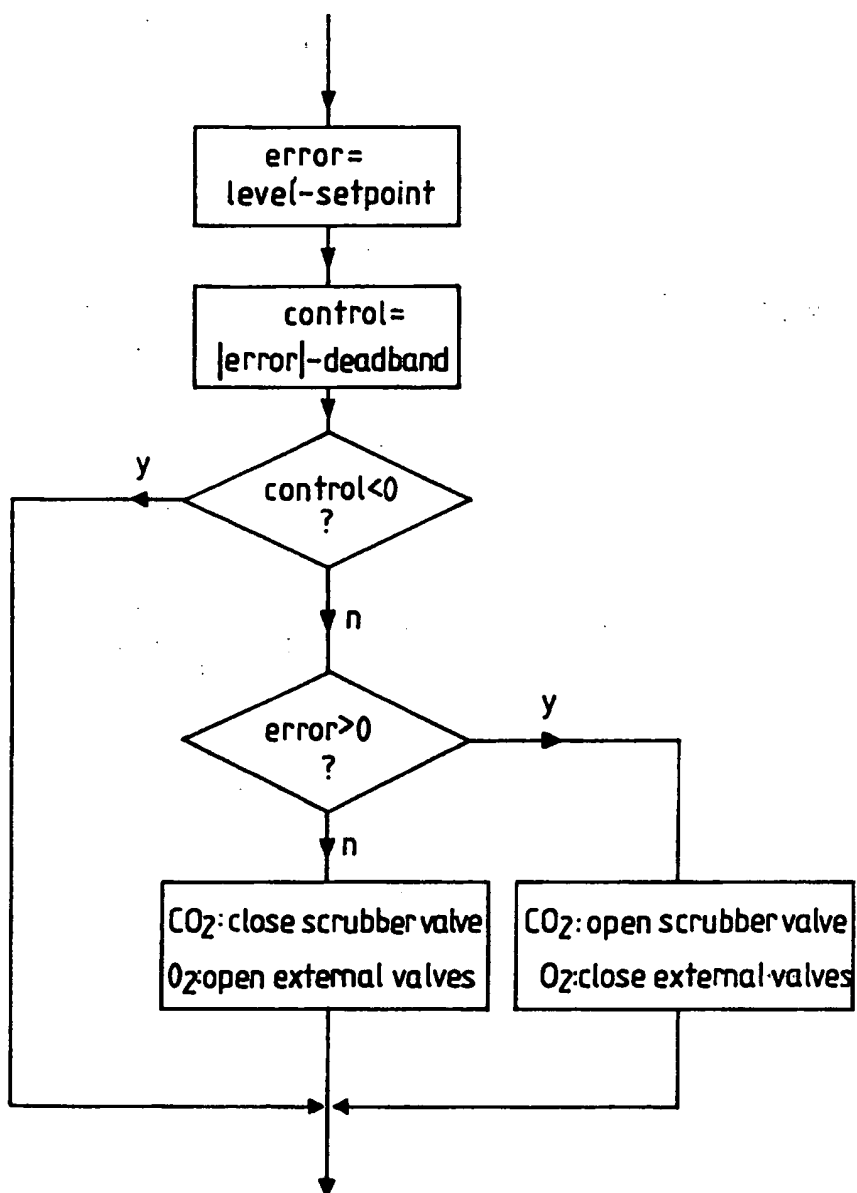 error=
level-setpoint
control=
|error|-deadband
y
control<0
?
n
y
error>0
?
n
CO2: close scrubber valve
O2:open external valves
CO2: open scrubber valve
O2:close external valves